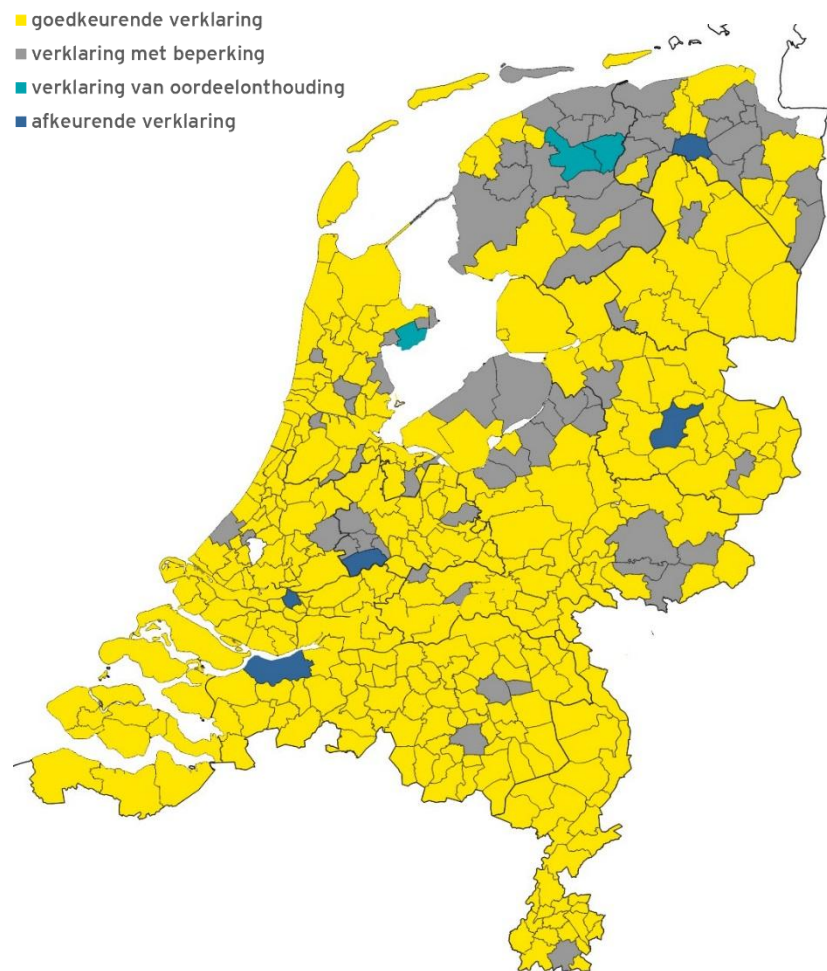 goedkeurende verklaring
verklaring met beperking
verklaring van oordeelonthouding
afkeurende verklaring